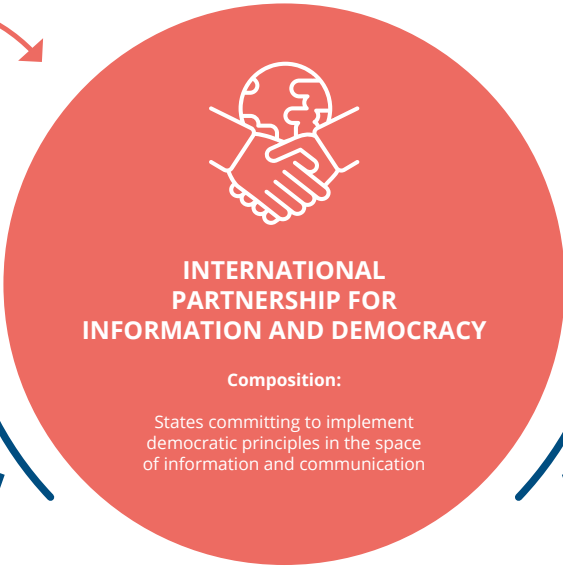 INTERNATIONAL
PARTNERSHIP FOR
INFORMATION AND DEMOCRACY
Composition:
States committing to implement
democratic principles in the space
of information and communication